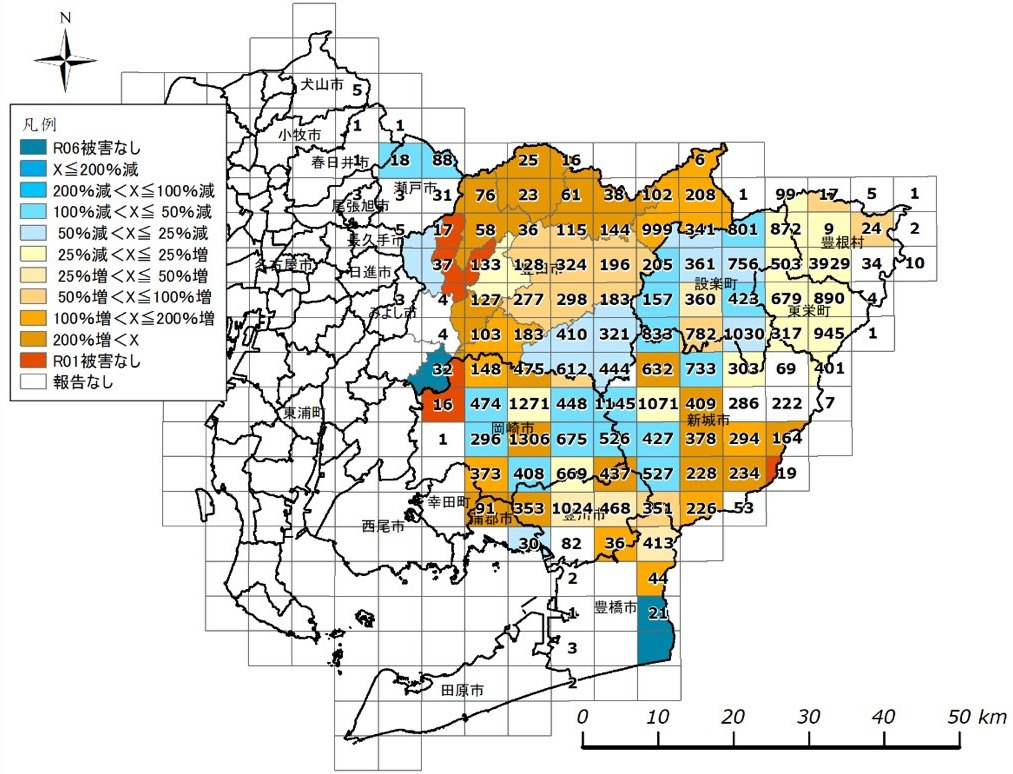 N
犬山市 5
凡例
小牧市 1 1
R06被害なし
X≦200%減
200%減<X≦100%減
100%減<X≦ 50%減
50%減<X≦ 25%減
25%減<X≦ 25%増
25%増<X≦ 50%増
50%増<X≦100%増
100%増<X≦200%増
200%増<X
R01被害なし
報告なし
春日井市 1 18 88 25 16 6
瀬戸市
3 3 31 76 23 61 38 102 208 1 99 17 5 1
尾張旭市
5 17 58 36 115 144 999 341 801 872 9 24 2
長久手市 豊根村
名古屋市 日進市 37 133 128 324 196 205 361 756 503 3929 34 10
豊田市 設楽町
3 4 127 277 298 183 157 360 423 679 890 4
みよし市 東栄町
4 103 183 410 321 833 782 1030 317 945 1
32 148 475 612 444 632 733 303 69 401
東浦町 16 474 1271 448 1145 1071 409 286 222 7
岡崎市 新城市
1 296 1306 675 526 427 378 294 164
373 408 669 437 527 228 234 19
幸田町 91 353 1024 468 351 226 53
西尾市 蒲郡市 豊川市
30 82 36 413
2 44
1 豊橋市 21
3
田原市 2
0 10 20 30 40 50 km